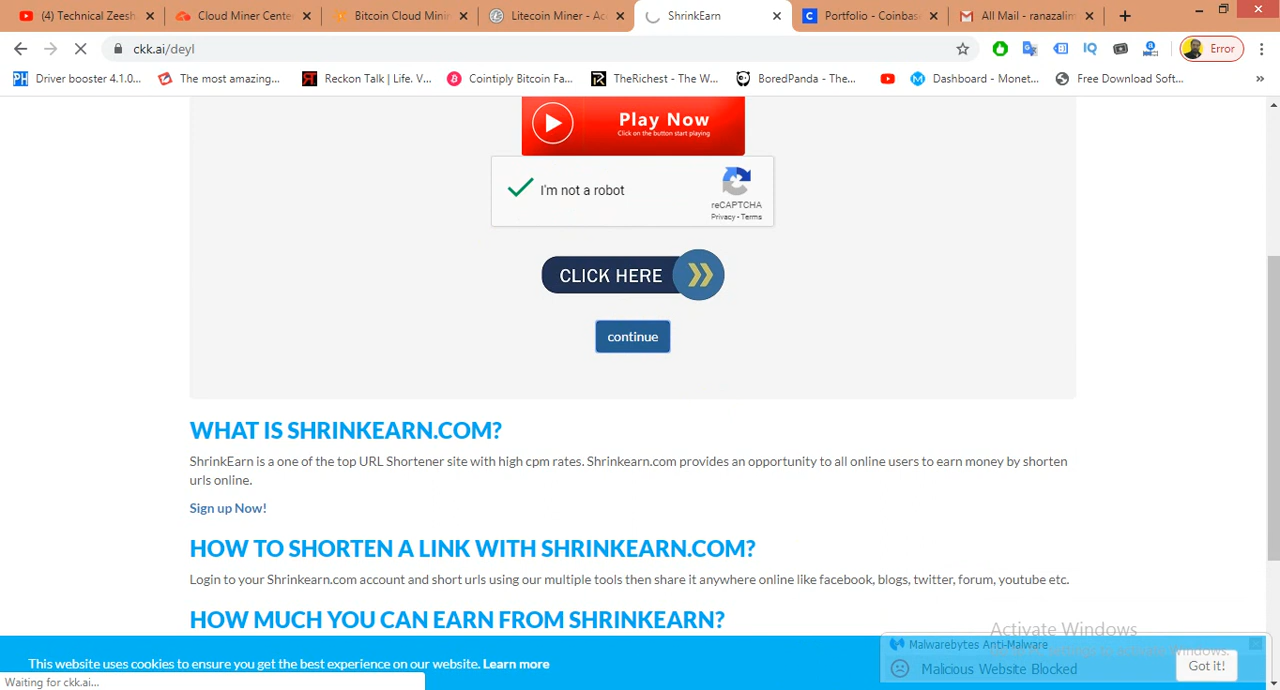 (4) Technical Zeesh
Cloud Miner Cente
Bitcoin Cloud Mini
Litecoin Miner - Ac
ShrinkEarn
Portfolio - Coinbas
All Mail - ranazalim
ckk.ai/deyl
Error
Driver booster 4.1.0...
The most amazing...
Reckon Talk | Life. V...
Cointiply Bitcoin Fa...
TheRichest - The W...
BoredPanda - The...
Dashboard - Monet...
Free Download Soft...
»
Play Now
Click on the button start playing
I'm not a robot
reCAPTCHA
Privacy - Terms
CLICK HERE
continue
WHAT IS SHRINKEARN.COM?
ShrinkEarn is a one of the top URL Shortener site with high cpm rates. Shrinkearn.com provides an opportunity to all online users to earn money by shorten
urls online.
Sign up Now!
HOW TO SHORTEN A LINK WITH SHRINKEARN.COM?
Login to your Shrinkearn.com account and short urls using our multiple tools then share it anywhere online like facebook, blogs, twitter, forum, youtube etc.
HOW MUCH YOU CAN EARN FROM SHRINKEARN?
Activate Windows
Malwarebytes Anti-Malware
Malicious Website Blocked
This website uses cookies to ensure you get the best experience on our website. Learn more
Got it!
Waiting for ckk.ai...